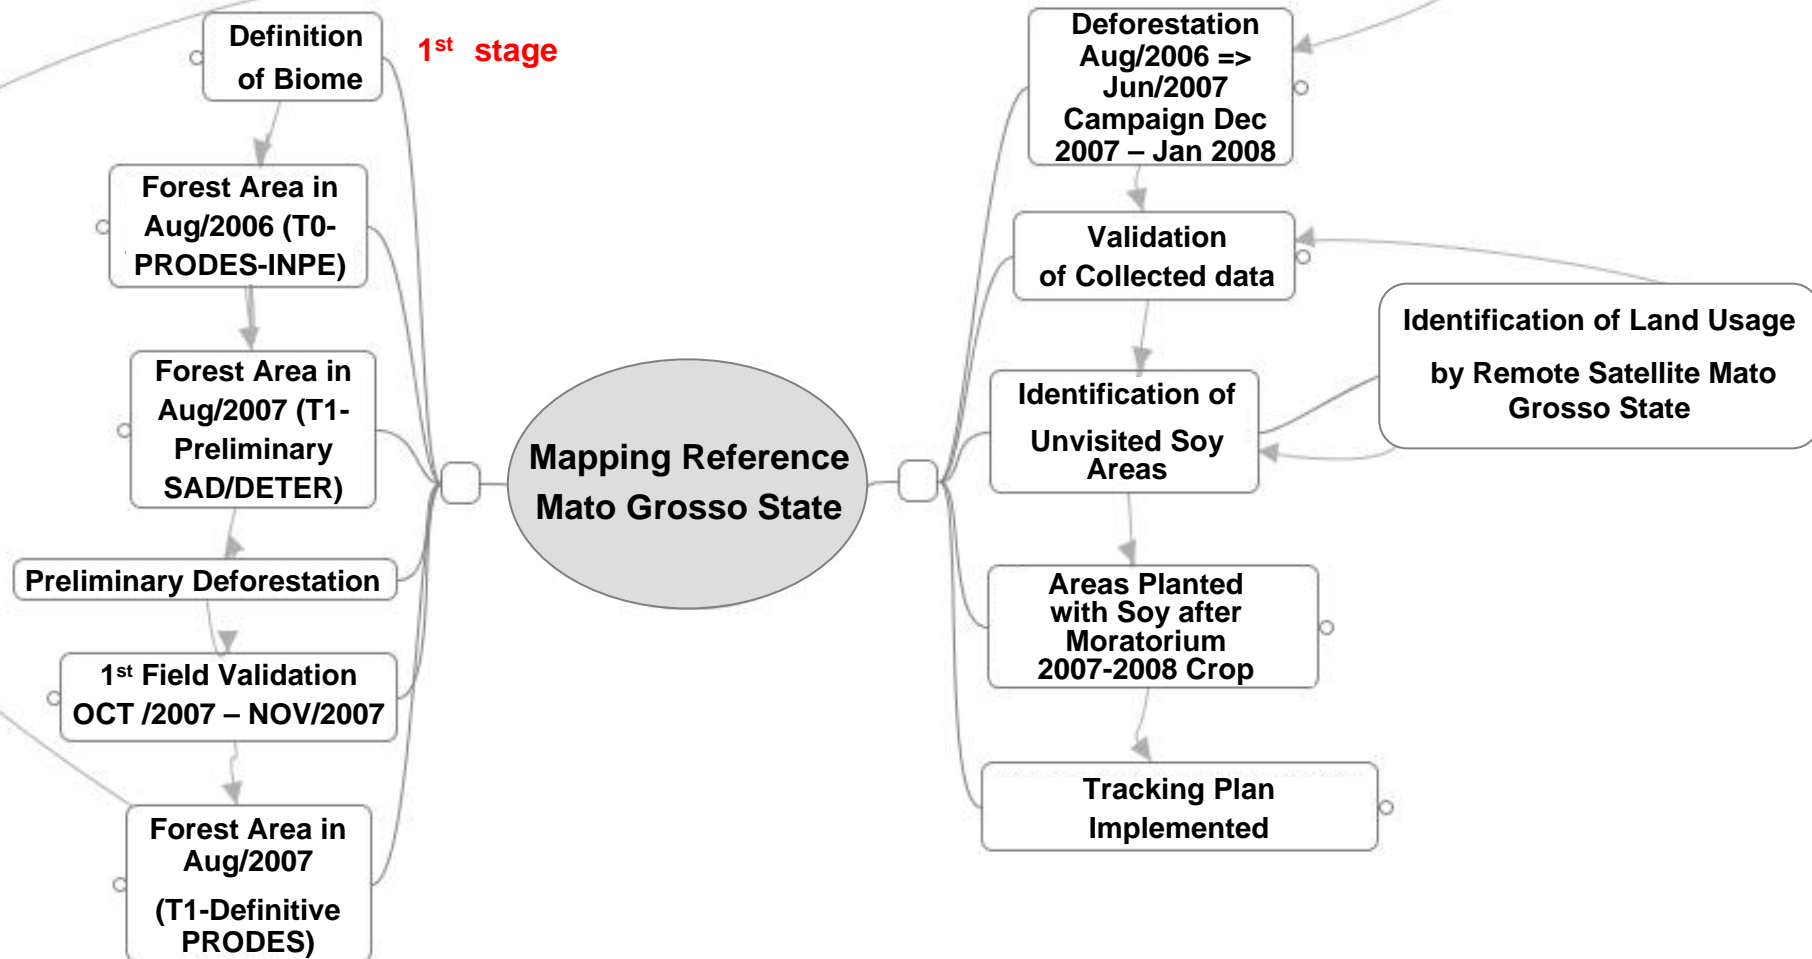 Definition
of Biome
1st stage
Forest Area in
Aug/2006 (T0-
PRODES-INPE)
Forest Area in
Aug/2007 (T1-
Preliminary
SAD/DETER)
Preliminary Deforestation
1st Field Validation
OCT /2007 – NOV/2007
Forest Area in
Aug/2007
(T1-Definitive
PRODES)
Mapping Reference
Mato Grosso State
Deforestation
Aug/2006 =>
Jun/2007
Campaign Dec
2007 – Jan 2008
Validation
of Collected data
Identification of
Unvisited Soy
Areas
Identification of Land Usage
by Remote Satellite Mato
Grosso State
Areas Planted
with Soy after
Moratorium
2007-2008 Crop
Tracking Plan
Implemented